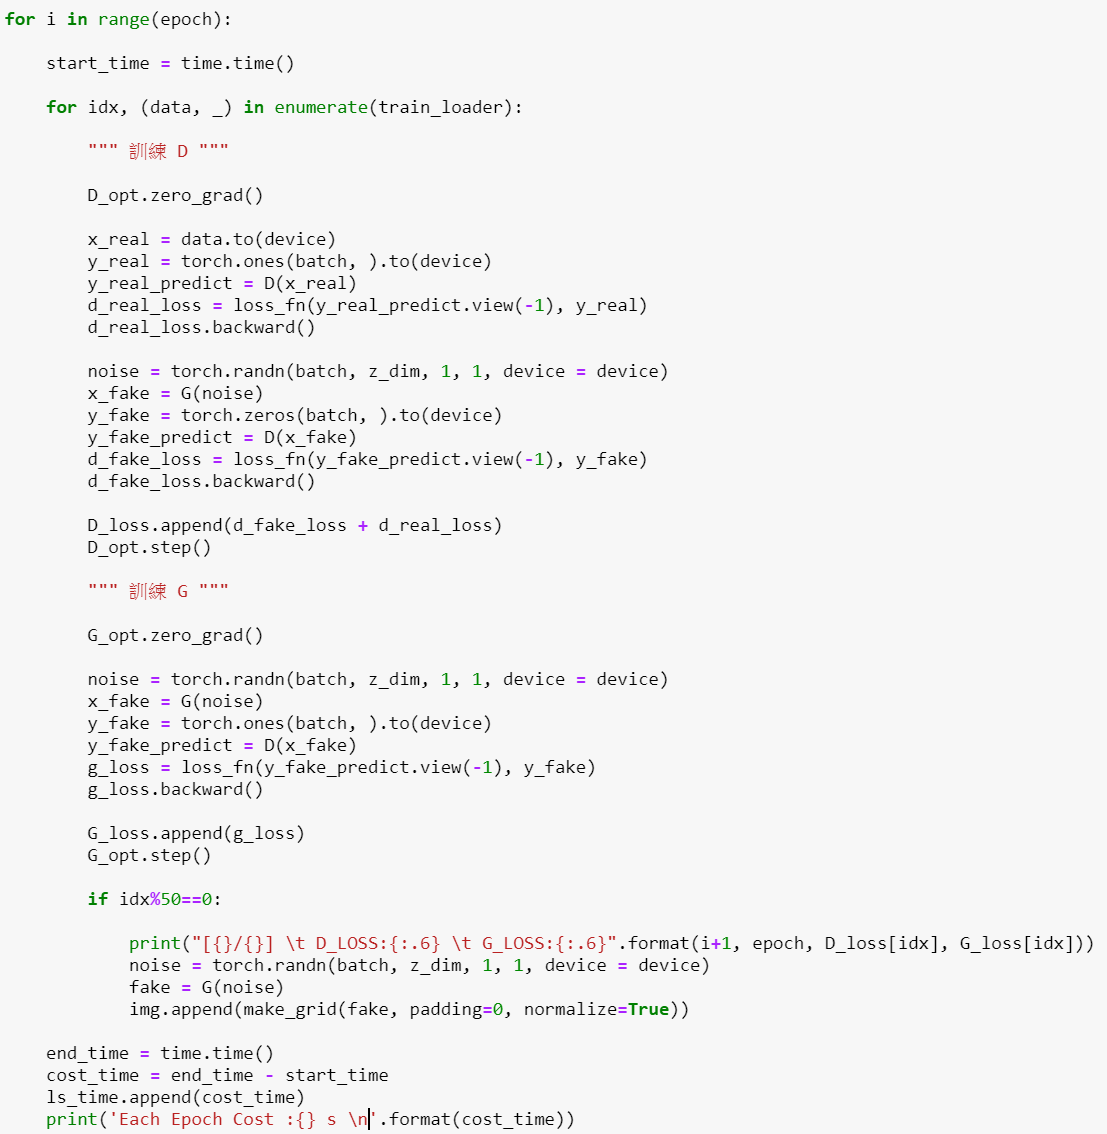 for i in range(epoch):
    start_time = time.time()
    for idx, (data, _) in enumerate(train_loader):
        """ 訓練 D """
        D_opt.zero_grad()
        x_real = data.to(device)
        y_real = torch.ones(batch, ).to(device)
        y_real_predict = D(x_real)
        d_real_loss = loss_fn(y_real_predict.view(-1), y_real)
        d_real_loss.backward()
        noise = torch.randn(batch, z_dim, 1, 1, device = device)
        x_fake = G(noise)
        y_fake = torch.zeros(batch, ).to(device)
        y_fake_predict = D(x_fake)
        d_fake_loss = loss_fn(y_fake_predict.view(-1), y_fake)
        d_fake_loss.backward()
        D_loss.append(d_fake_loss + d_real_loss)
        D_opt.step()
        """ 訓練 G """
        G_opt.zero_grad()
        noise = torch.randn(batch, z_dim, 1, 1, device = device)
        x_fake = G(noise)
        y_fake = torch.ones(batch, ).to(device)
        y_fake_predict = D(x_fake)
        g_loss = loss_fn(y_fake_predict.view(-1), y_fake)
        g_loss.backward()
        G_loss.append(g_loss)
        G_opt.step()
        if idx%50==0:
            print("[{}/{}] \t D_LOSS:{:.6} \t G_LOSS:{:.6}".format(i+1, epoch, D_loss[idx], G_loss[idx]))
            noise = torch.randn(batch, z_dim, 1, 1, device = device)
            fake = G(noise)
            img.append(make_grid(fake, padding=0, normalize=True))
    end_time = time.time()
    cost_time = end_time - start_time
    ls_time.append(cost_time)
    print('Each Epoch Cost :{} s \n'.format(cost_time))